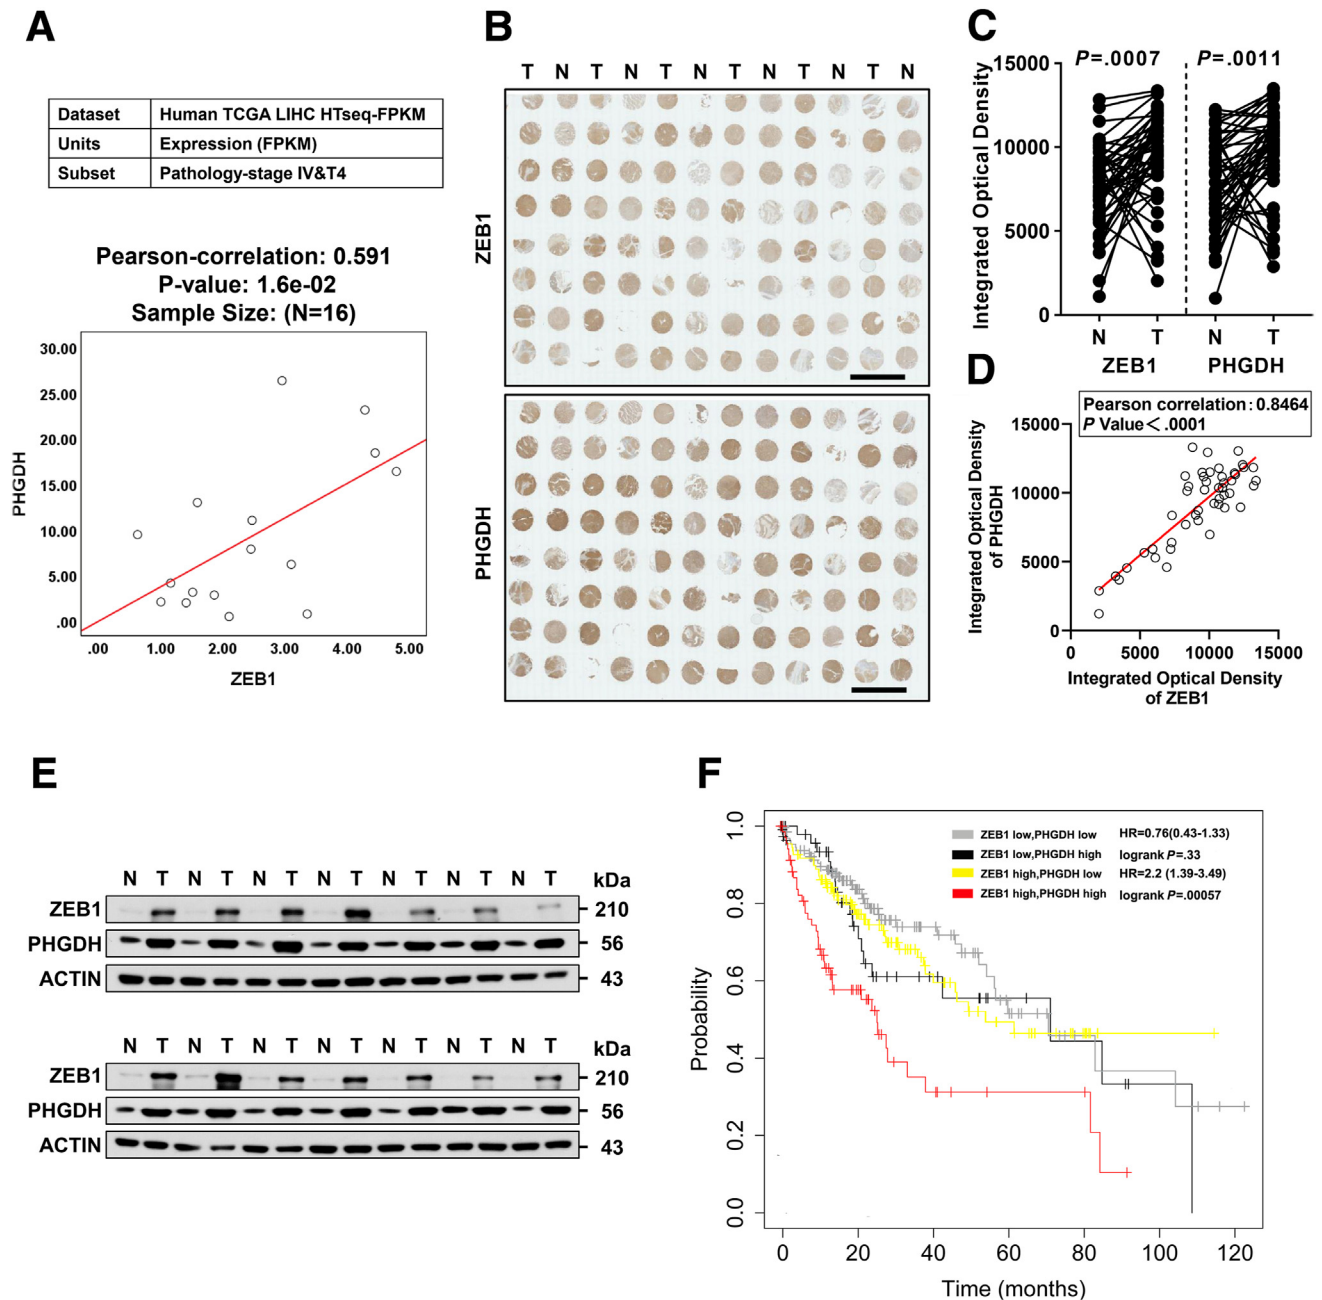 A
Dataset Human TCGA LIHC HTseq-FPKM
Units Expression (FPKM)
Subset Pathology-stage IV&T4
Pearson-correlation: 0.591
P-value: 1.6e-02
Sample Size: (N=16)
PHGDH
30.00
25.00
20.00
15.00
10.00
5.00
.00
.00 1.00 2.00 3.00 4.00 5.00
ZEB1
B
T N T N T N T N T N T N
ZEB1
PHGDH
C
Integrated Optical Density
P=.0007 P=.0011
15000
10000
5000
0
N T N T
ZEB1 PHGDH
D
Pearson correlation: 0.8464
P Value< .0001
Integrated Optical Density
of PHGDH
15000
10000
5000
0
0 5000 10000 15000
Integrated Optical Density
of ZEB1
E
N T N T N T N T N T N T N T kDa
ZEB1 210
PHGDH 56
ACTIN 43
N T N T N T N T N T N T N T kDa
ZEB1 210
PHGDH 56
ACTIN 43
F
Probability
1.0
0.8
0.6
0.4
0.2
0.0
ZEB1 low,PHGDH low HR=0.76(0.43-1.33)
ZEB1 low,PHGDH high logrank P=.33
ZEB1 high,PHGDH low HR=2.2 (1.39-3.49)
ZEB1 high,PHGDH high logrank P=.00057
0 20 40 60 80 100 120
Time (months)